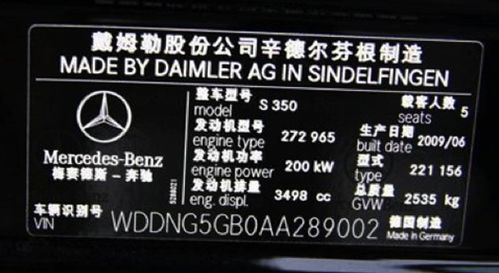 戴姆勒股份公司辛德尔芬根制造
MADE BY DAIMLER AG IN SINDELFINGEN
Mercedes-Benz
梅赛德斯-奔驰
整车型号 S 350 载客人数 5
model seats
发动机型号 272 965 生产日期 2009/06
engine type built date
发动机功率 200 kW 型式 221 156
engine power type
发动机排量 3498 cc 总质量 2535 kg
eng. displ. GVW
车辆识别号 WDDNG5GB0AA289002 德国制造
VIN Made in Germany